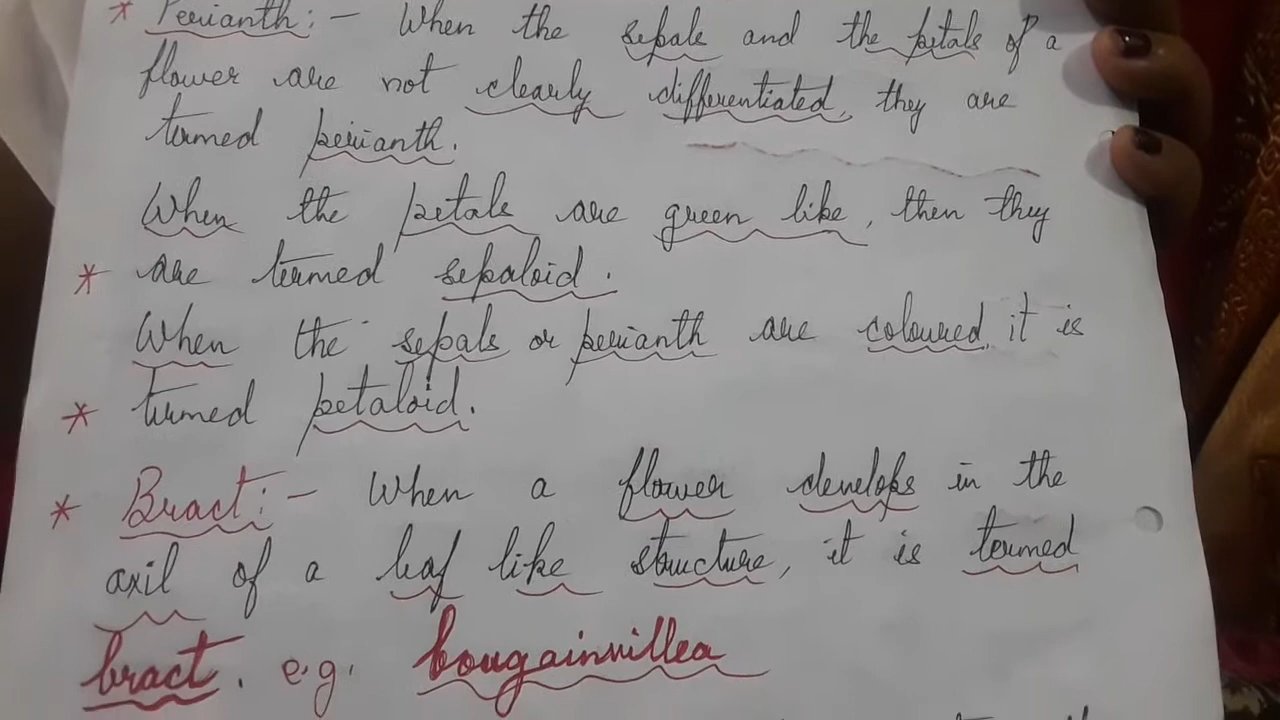 * Perianth :- When the sepals and the petals of a
flower are not clearly differentiated, they are
termed perianth.
When the petals are green like, then they
* are termed sepaloid.
When the sepals or perianth are coloured, it is
* termed petaloid.
* Bract :- When a flower develops in the
axil of a leaf like structure, it is termed
bract. e.g. bougainvillea